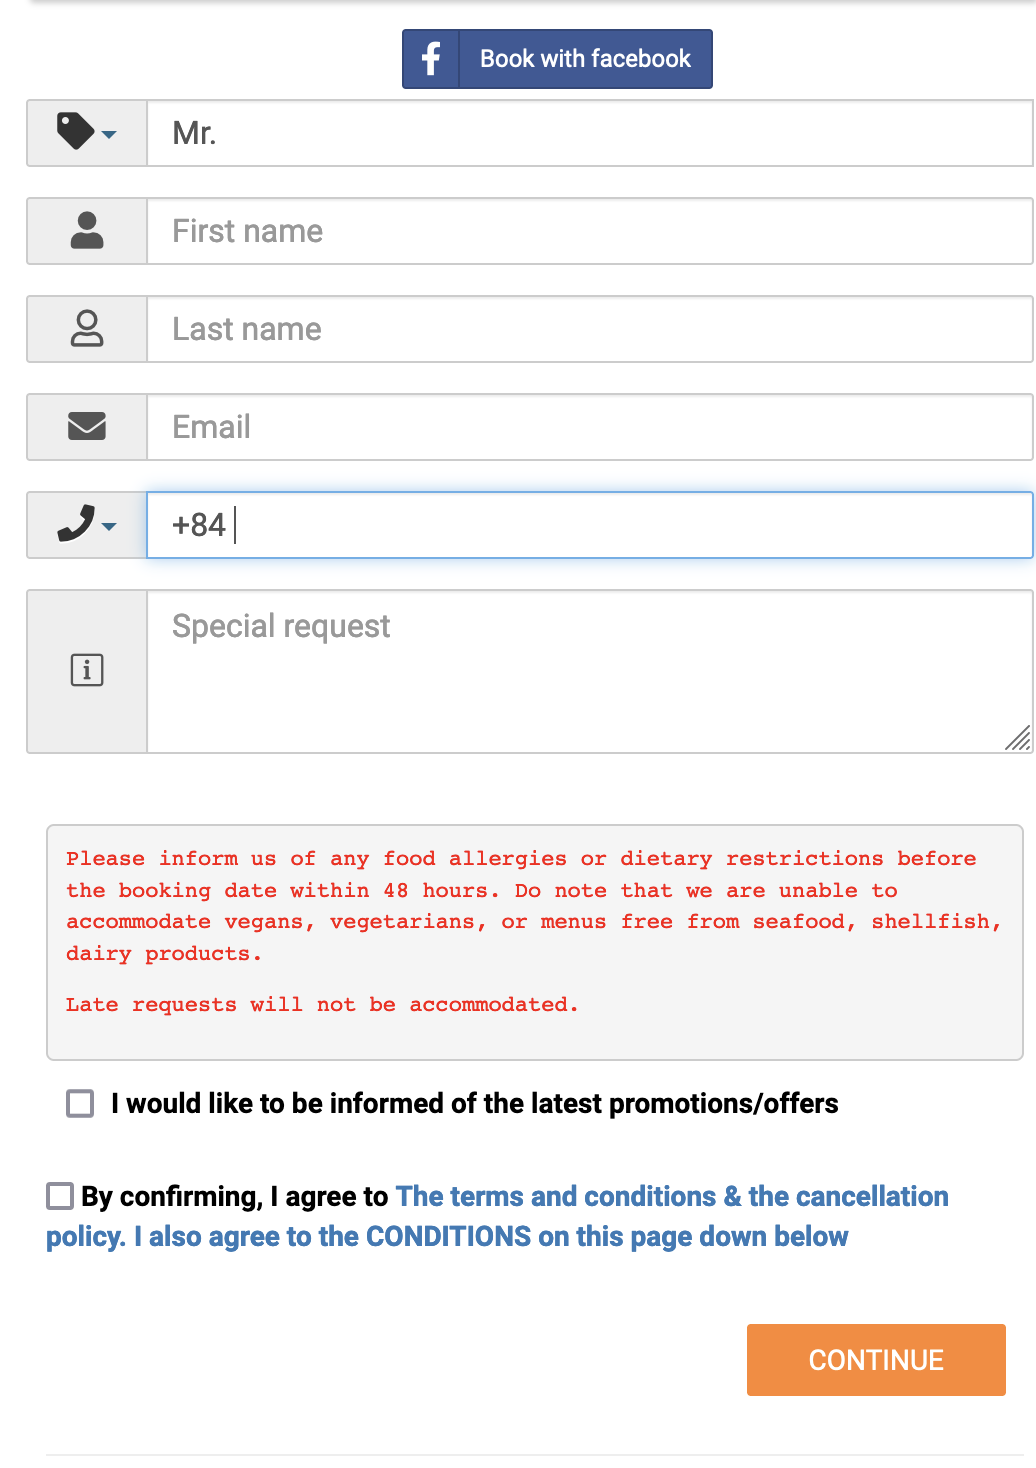 Book with facebook
Mr.
First name
Last name
Email
+84
Special request
Please inform us of any food allergies or dietary restrictions before
the booking date within 48 hours. Do note that we are unable to
accommodate vegans, vegetarians, or menus free from seafood, shellfish,
dairy products.
Late requests will not be accommodated.
I would like to be informed of the latest promotions/offers
By confirming, I agree to The terms and conditions & the cancellation
policy. I also agree to the CONDITIONS on this page down below
CONTINUE